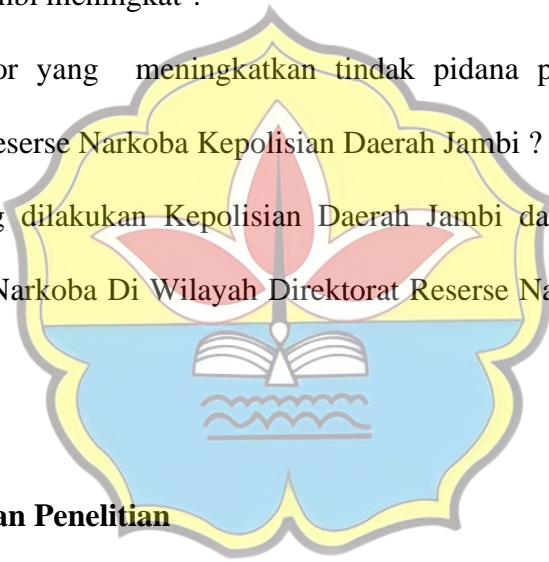 meningkat ?
or yang meningkatkan tindak pidana p
eserse Narkoba Kepolisian Daerah Jambi ?
dilakukan Kepolisian Daerah Jambi da
Narkoba Di Wilayah Direktorat Reserse Na
an Penelitian